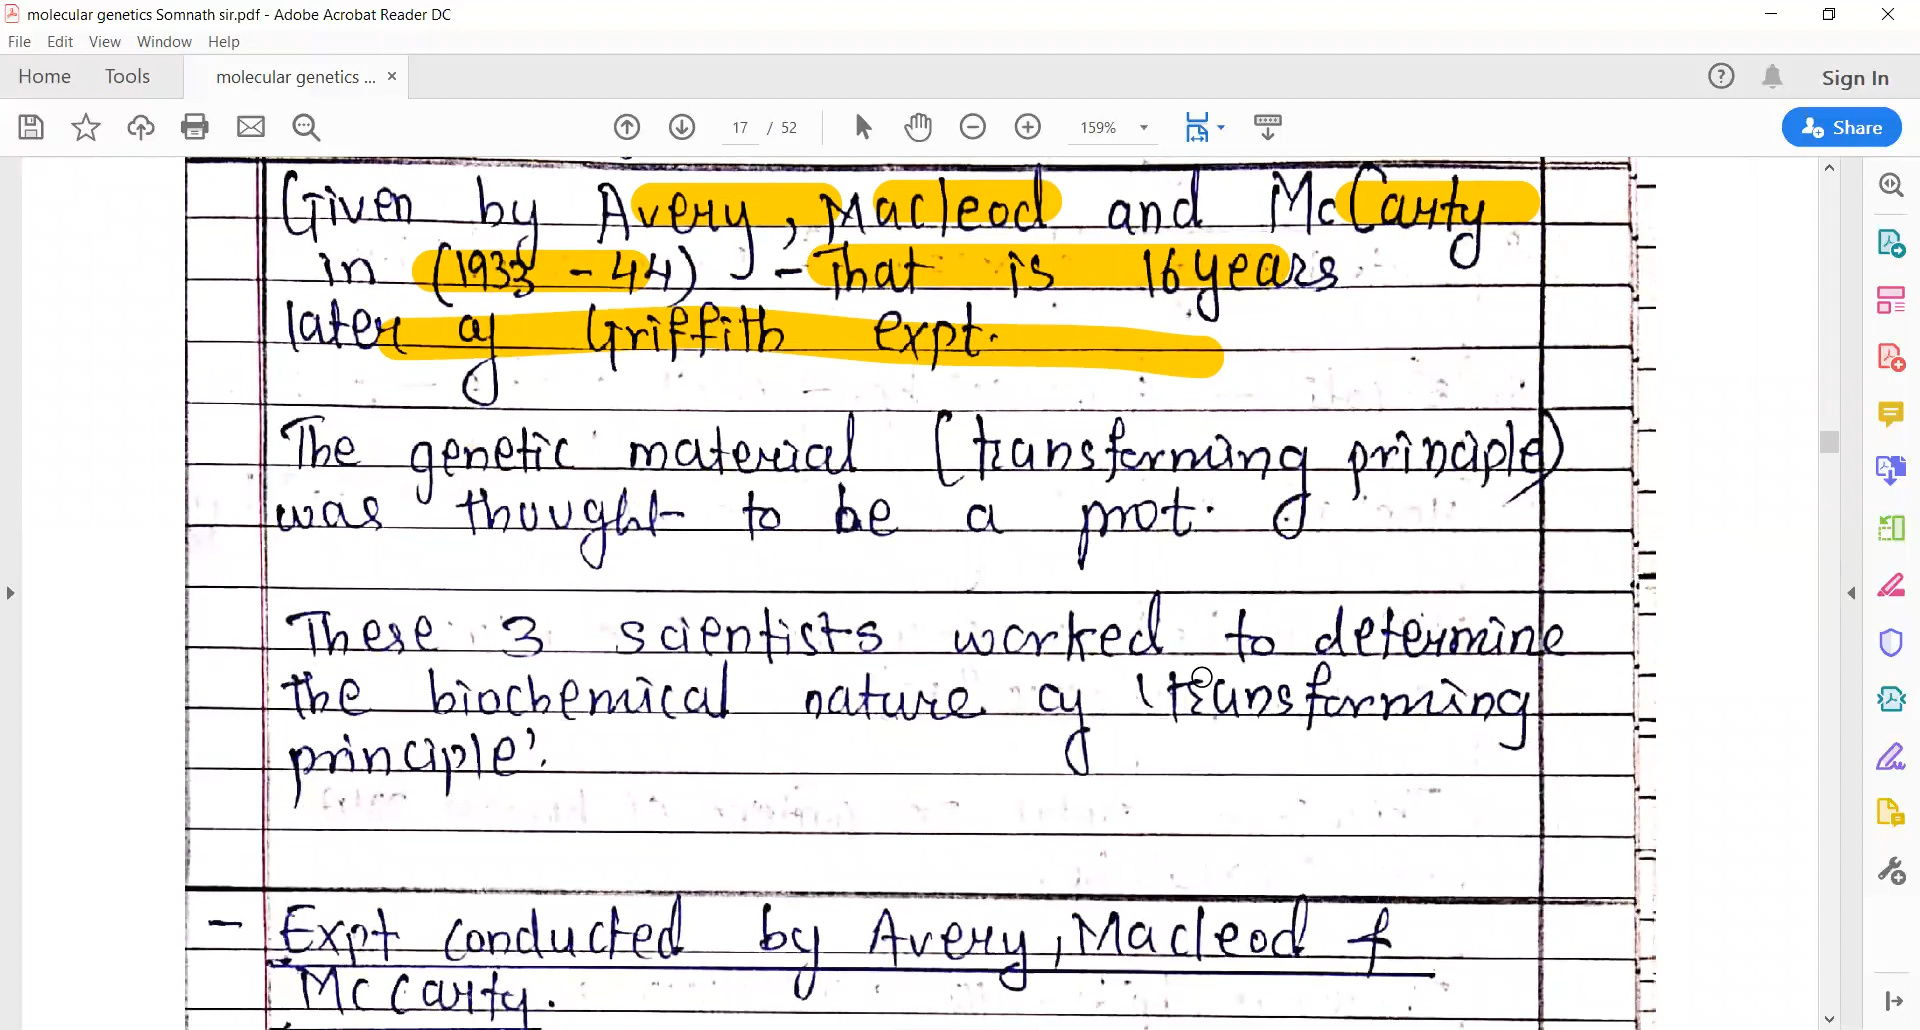 molecular genetics Somnath sir.pdf - Adobe Acrobat Reader DC
File Edit View Window Help
Home Tools molecular genetics ... × Sign In
17 / 52 159% Share
Given by Avery, Macleod and McCarty
in (1933 - 44) - That is 16 years
later of Griffith expt.
The genetic material (transforming principle)
was thought to be a prot.
These 3 scientists worked to determine
the biochemical nature of 'transforming
principle'.
- Expt conducted by Avery, Macleod &
McCarty.